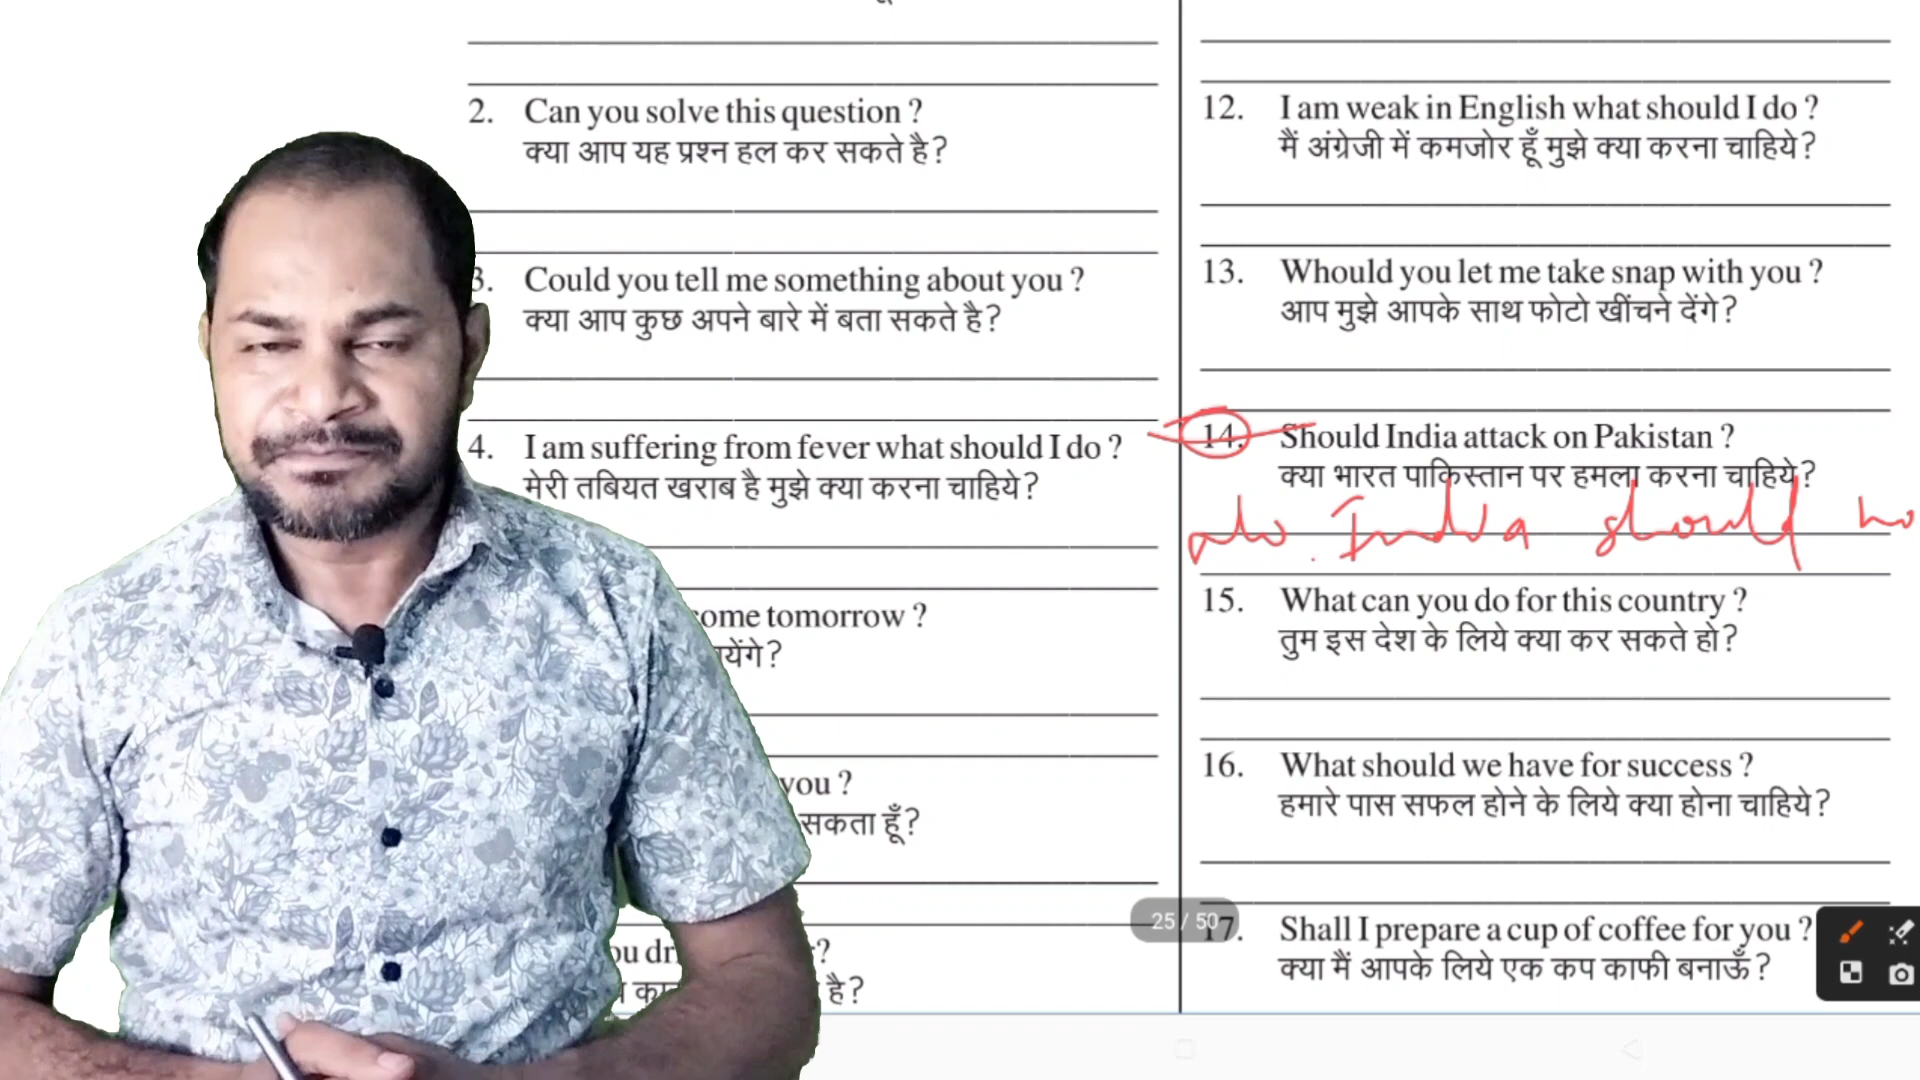 2. Can you solve this question ?
क्या आप यह प्रश्न हल कर सकते है?
3. Could you tell me something about you ?
क्या आप कुछ अपने बारे में बता सकते है?
4. I am suffering from fever what should I do ?
मेरी तबियत खराब है मुझे क्या करना चाहिये?
ome tomorrow ?
येंगे?
you ?
सकता हूँ?
ou dr ?
है?
12. I am weak in English what should I do ?
मैं अंग्रेजी में कमजोर हूँ मुझे क्या करना चाहिये?
13. Whould you let me take snap with you ?
आप मुझे आपके साथ फोटो खींचने देंगे?
14. Should India attack on Pakistan ?
क्या भारत पाकिस्तान पर हमला करना चाहिये?
No. India should no
15. What can you do for this country ?
तुम इस देश के लिये क्या कर सकते हो?
16. What should we have for success ?
हमारे पास सफल होने के लिये क्या होना चाहिये?
17. Shall I prepare a cup of coffee for you ?
क्या मैं आपके लिये एक कप काफी बनाऊँ?
25 / 50